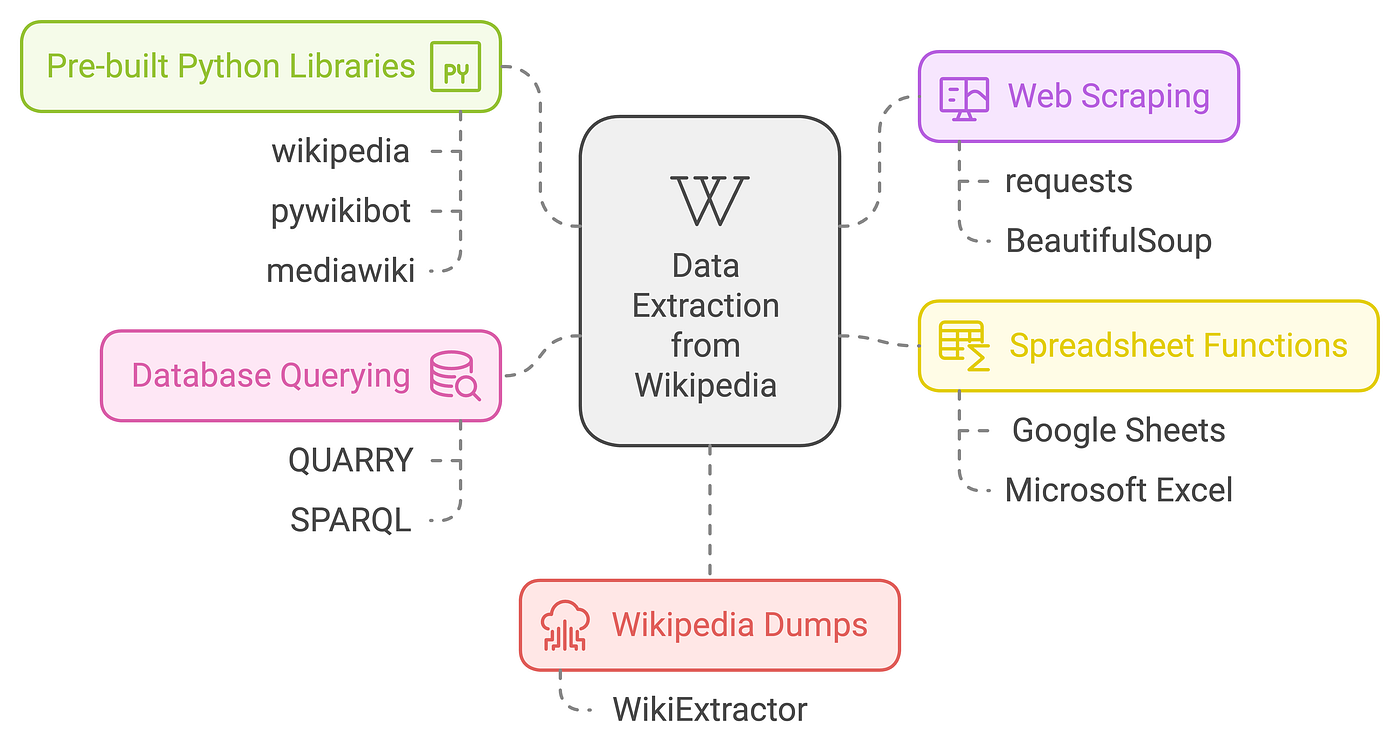 Pre-built Python Libraries
PY
wikipedia
pywikibot
mediawiki
Database Querying
QUARRY
SPARQL
W
Data
Extraction
from
Wikipedia
Web Scraping
requests
BeautifulSoup
Spreadsheet Functions
Google Sheets
Microsoft Excel
Wikipedia Dumps
WikiExtractor